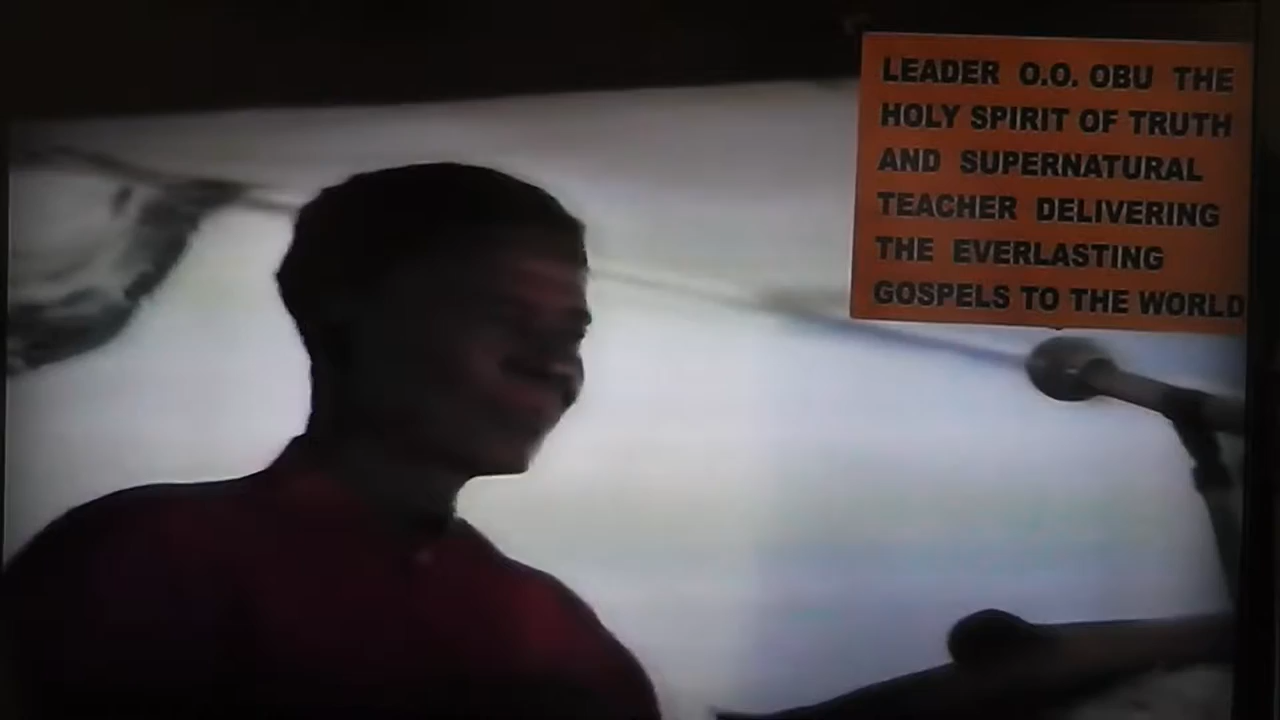 LEADER O.O. OBU THE
HOLY SPIRIT OF TRUTH
AND SUPERNATURAL
TEACHER DELIVERING
THE EVERLASTING
GOSPELS TO THE WORLD